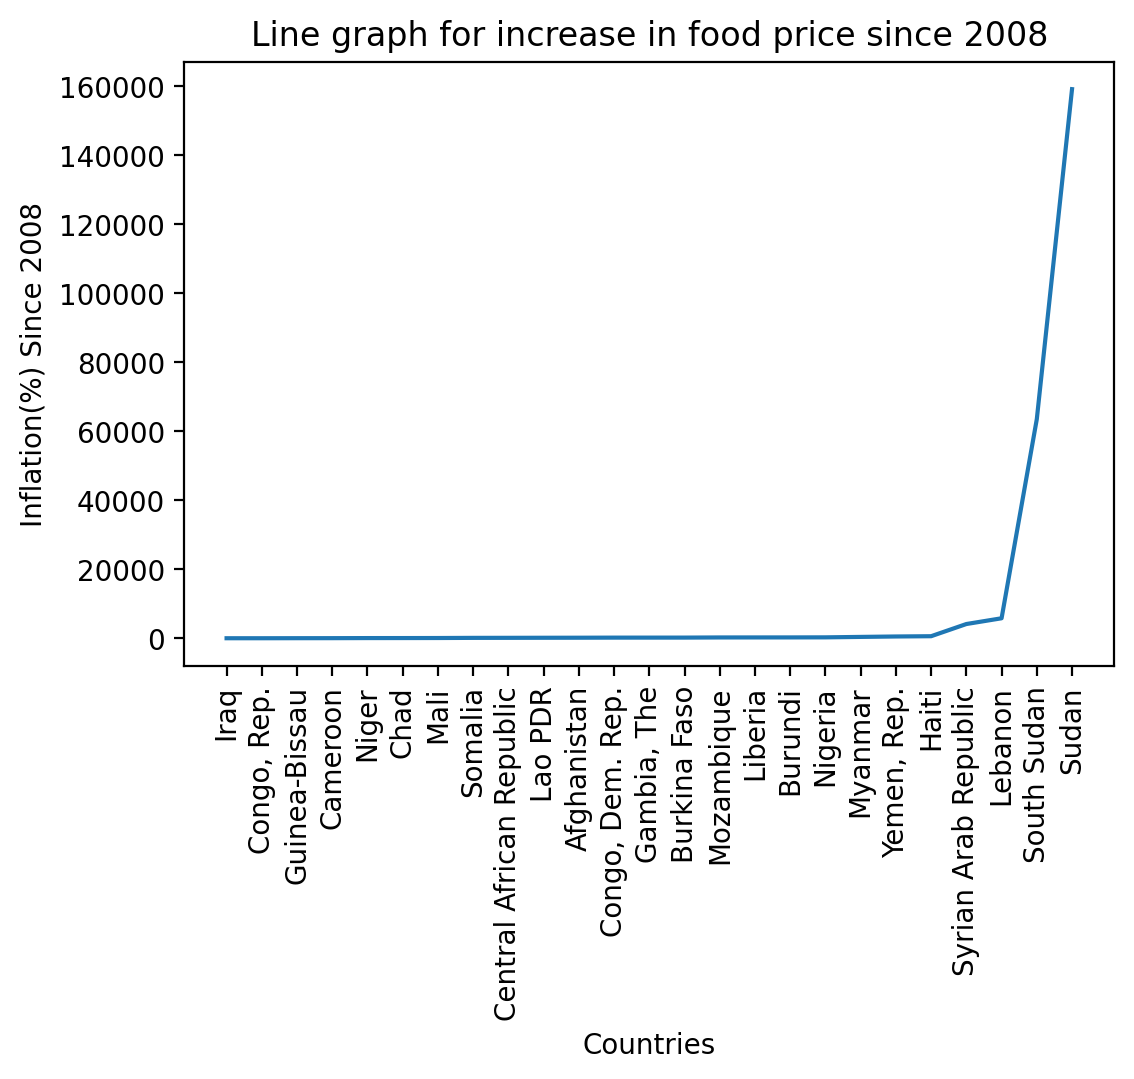 Line graph for increase in food price since 2008
Inflation(%) Since 2008
160000
140000
120000
100000
80000
60000
40000
20000
0
Iraq
Congo, Rep.
Guinea-Bissau
Cameroon
Niger
Chad
Mali
Somalia
Central African Republic
Lao PDR
Afghanistan
Congo, Dem. Rep.
Gambia, The
Burkina Faso
Mozambique
Liberia
Burundi
Nigeria
Myanmar
Yemen, Rep.
Haiti
Syrian Arab Republic
Lebanon
South Sudan
Sudan
Countries